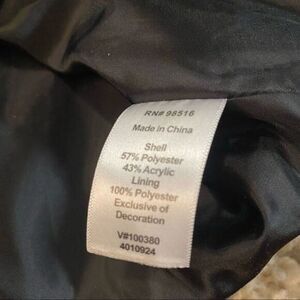 RN# 98516
Made in China
Shell
57% Polyester
43% Acrylic
Lining
100% Polyester
Exclusive of
Decoration
V#100380
4010924